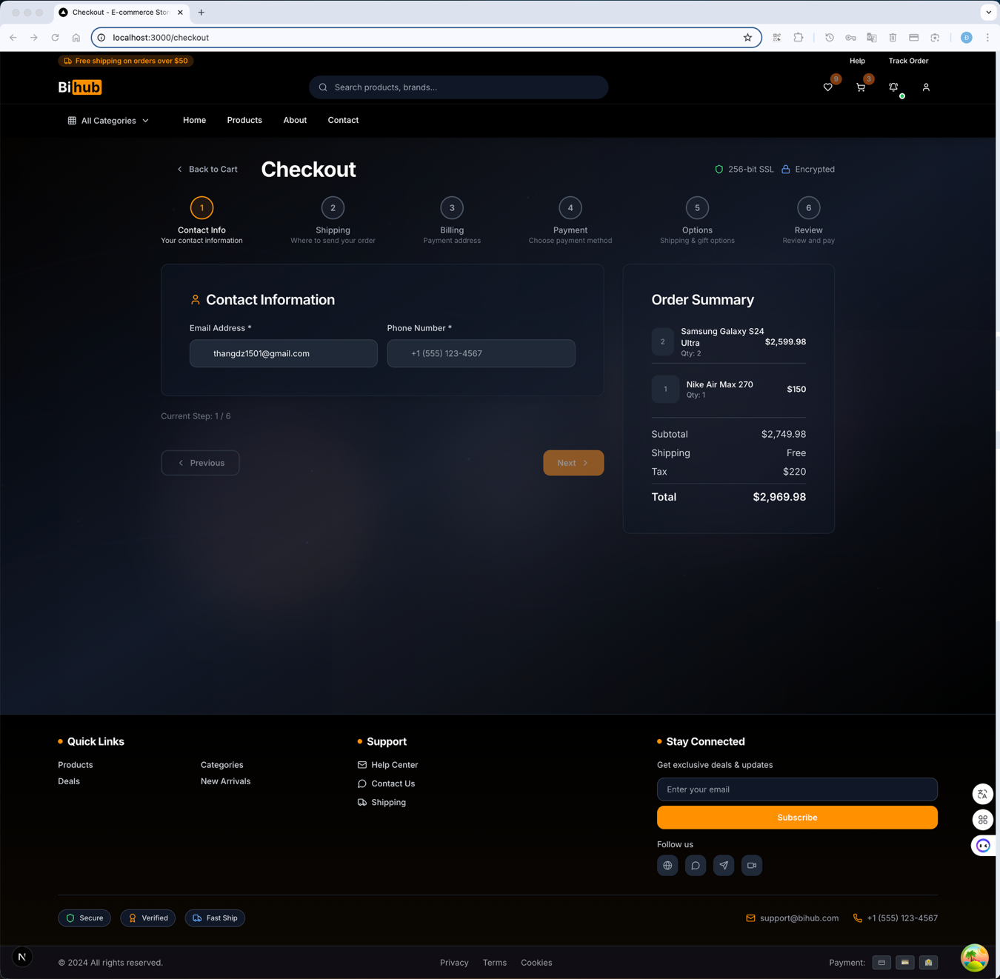 Checkout - E-commerce Stor
localhost:3000/checkout
Đ
Free shipping on orders over $50
Help
Track Order
Bihub
Search products, brands...
9
3
All Categories
Home
Products
About
Contact
Back to Cart
Checkout
256-bit SSL
Encrypted
1
2
3
4
5
6
Contact Info
Shipping
Billing
Payment
Options
Review
Your contact information
Where to send your order
Payment address
Choose payment method
Shipping & gift options
Review and pay
Contact Information
Email Address *
Phone Number *
thangdz1501@gmail.com
+1 (555) 123-4567
Current Step: 1 / 6
Previous
Next
Order Summary
2
Samsung Galaxy S24
Ultra
$2,599.98
Qty: 2
1
Nike Air Max 270
$150
Qty: 1
Subtotal
$2,749.98
Shipping
Free
Tax
$220
Total
$2,969.98
Quick Links
Products
Categories
Deals
New Arrivals
Support
Help Center
Contact Us
Shipping
Stay Connected
Get exclusive deals & updates
Enter your email
Subscribe
Follow us
Secure
Verified
Fast Ship
support@bihub.com
+1 (555) 123-4567
N
© 2024 All rights reserved.
Privacy
Terms
Cookies
Payment: